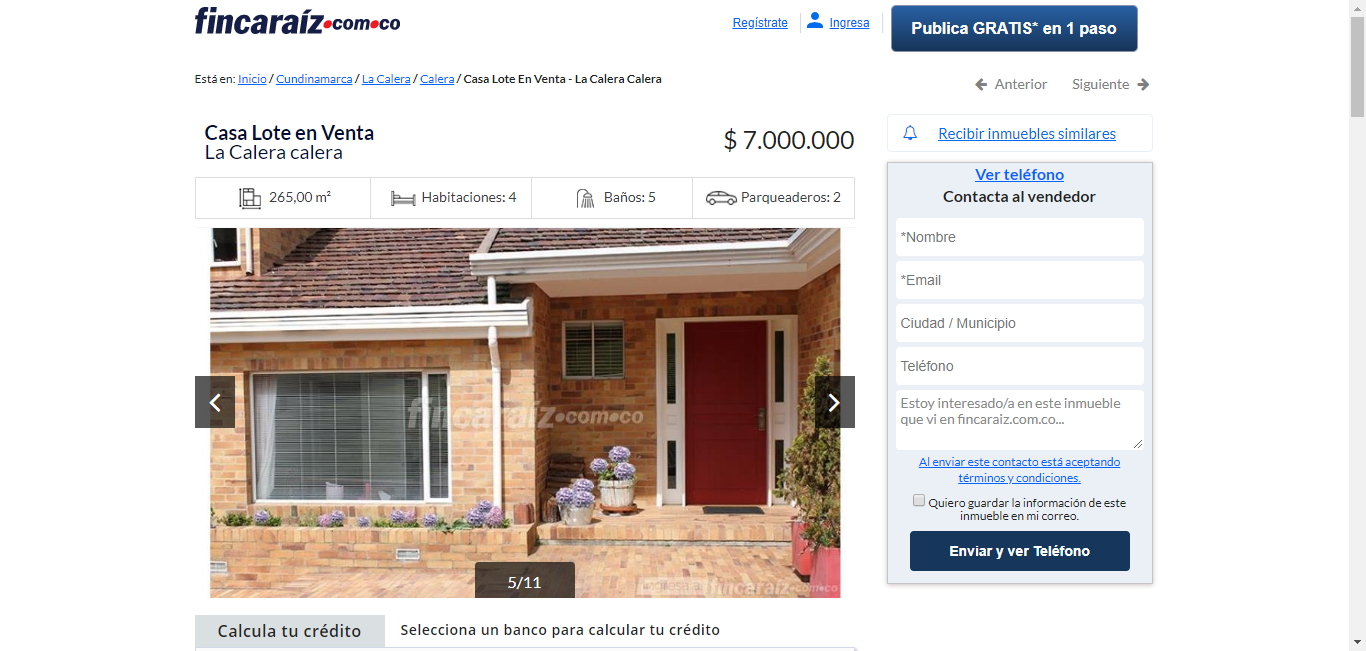 fincaraíz.com.co
Regístrate
Ingresa
Publica GRATIS* en 1 paso
Está en: Inicio / Cundinamarca / La Calera / Calera / Casa Lote En Venta - La Calera Calera
Anterior
Siguiente
Casa Lote en Venta
La Calera calera
$ 7.000.000
Recibir inmuebles similares
265,00 m²
Habitaciones: 4
Baños: 5
Parqueaderos: 2
fincaraíz.com.co
5/11
Ingresa a: fincaraíz.com.co
Ver teléfono
Contacta al vendedor
*Nombre
*Email
Ciudad / Municipio
Teléfono
Estoy interesado/a en este inmueble
que vi en fincaraiz.com.co...
Al enviar este contacto está aceptando
términos y condiciones.
Quiero guardar la información de este
inmueble en mi correo.
Enviar y ver Teléfono
Calcula tu crédito
Selecciona un banco para calcular tu crédito